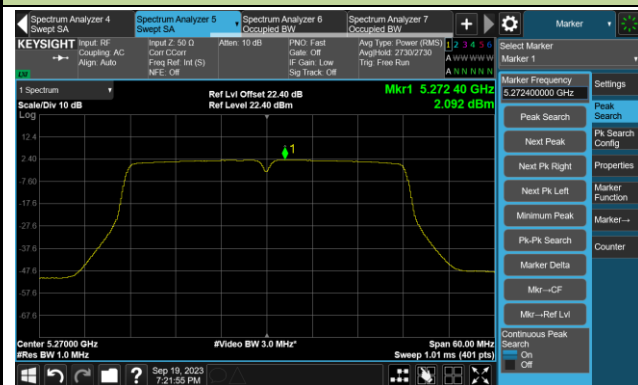 Spectrum Analyzer 4
Swept SA
Spectrum Analyzer 5
Swept SA
Spectrum Analyzer 6
Occupied BW
Spectrum Analyzer 7
Occupied BW
+
Marker
KEYSIGHT
Input: RF
Coupling: AC
Align: Auto
Input Z: 50 Ω
Corr CCorr
Freq Ref: Int (S)
NFE: Off
Atten: 10 dB
PNO: Fast
Gate: Off
IF Gain: Low
Sig Track: Off
Avg Type: Power (RMS)
Avg|Hold: 2730/2730
Trig: Free Run
1 2 3 4 5 6
A W W W W W
A N N N N N
Select Marker
Marker 1
1 Spectrum
Scale/Div 10 dB
Log
Ref Lvl Offset 22.40 dB
Ref Level 22.40 dBm
Mkr1 5.272 40 GHz
2.092 dBm
1
12.4
2.40
-7.60
-17.6
-27.6
-37.6
-47.6
-57.6
-67.6
Center 5.27000 GHz
#Res BW 1.0 MHz
#Video BW 3.0 MHz*
Span 60.00 MHz
Sweep 1.01 ms (401 pts)
Marker Frequency
5.272400000 GHz
Peak Search
Next Peak
Next Pk Right
Next Pk Left
Minimum Peak
Pk-Pk Search
Marker Delta
Mkr→CF
Mkr→Ref Lvl
Continuous Peak
Search
On
Off
Settings
Peak
Search
Pk Search
Config
Properties
Marker
Function
Marker→
Counter
?
Sep 19, 2023
7:21:55 PM